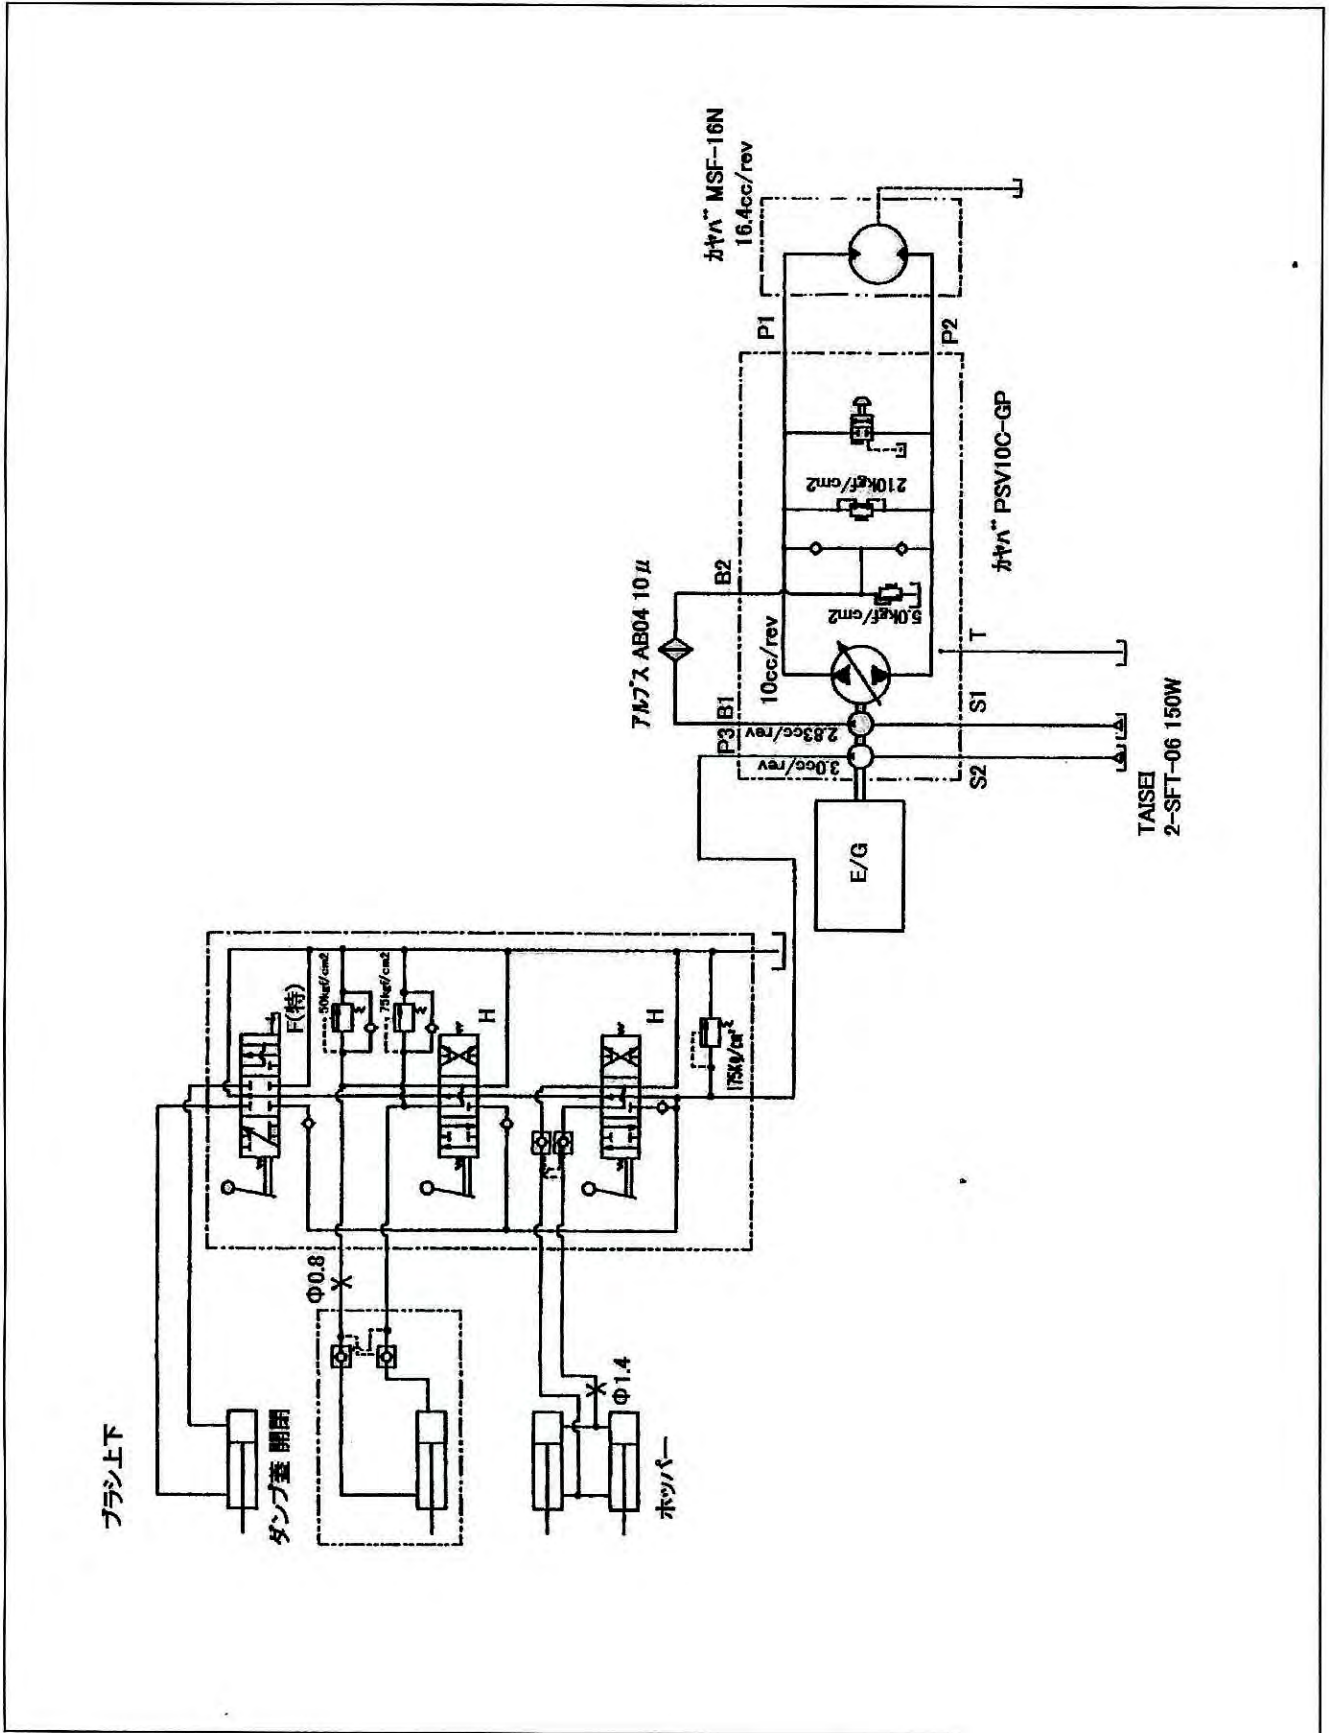 カヤバ MSF-16N
16.4cc/rev
P1
P2
カヤバ PSV10C-GP
210kgf/cm2
5.0kgf/cm2
アルプス AB04 10μ
B2
B1
P3
10cc/rev
2.83cc/rev
3.0cc/rev
T
S1
S2
TAISEI
2-SFT-06 150W
E/G
F(特)
50kgf/cm2
75kgf/cm2
H
H
175Kg/cm²
Φ0.8
Φ1.4
ブラシ上下
ダンプ蓋 開閉
ホッパー